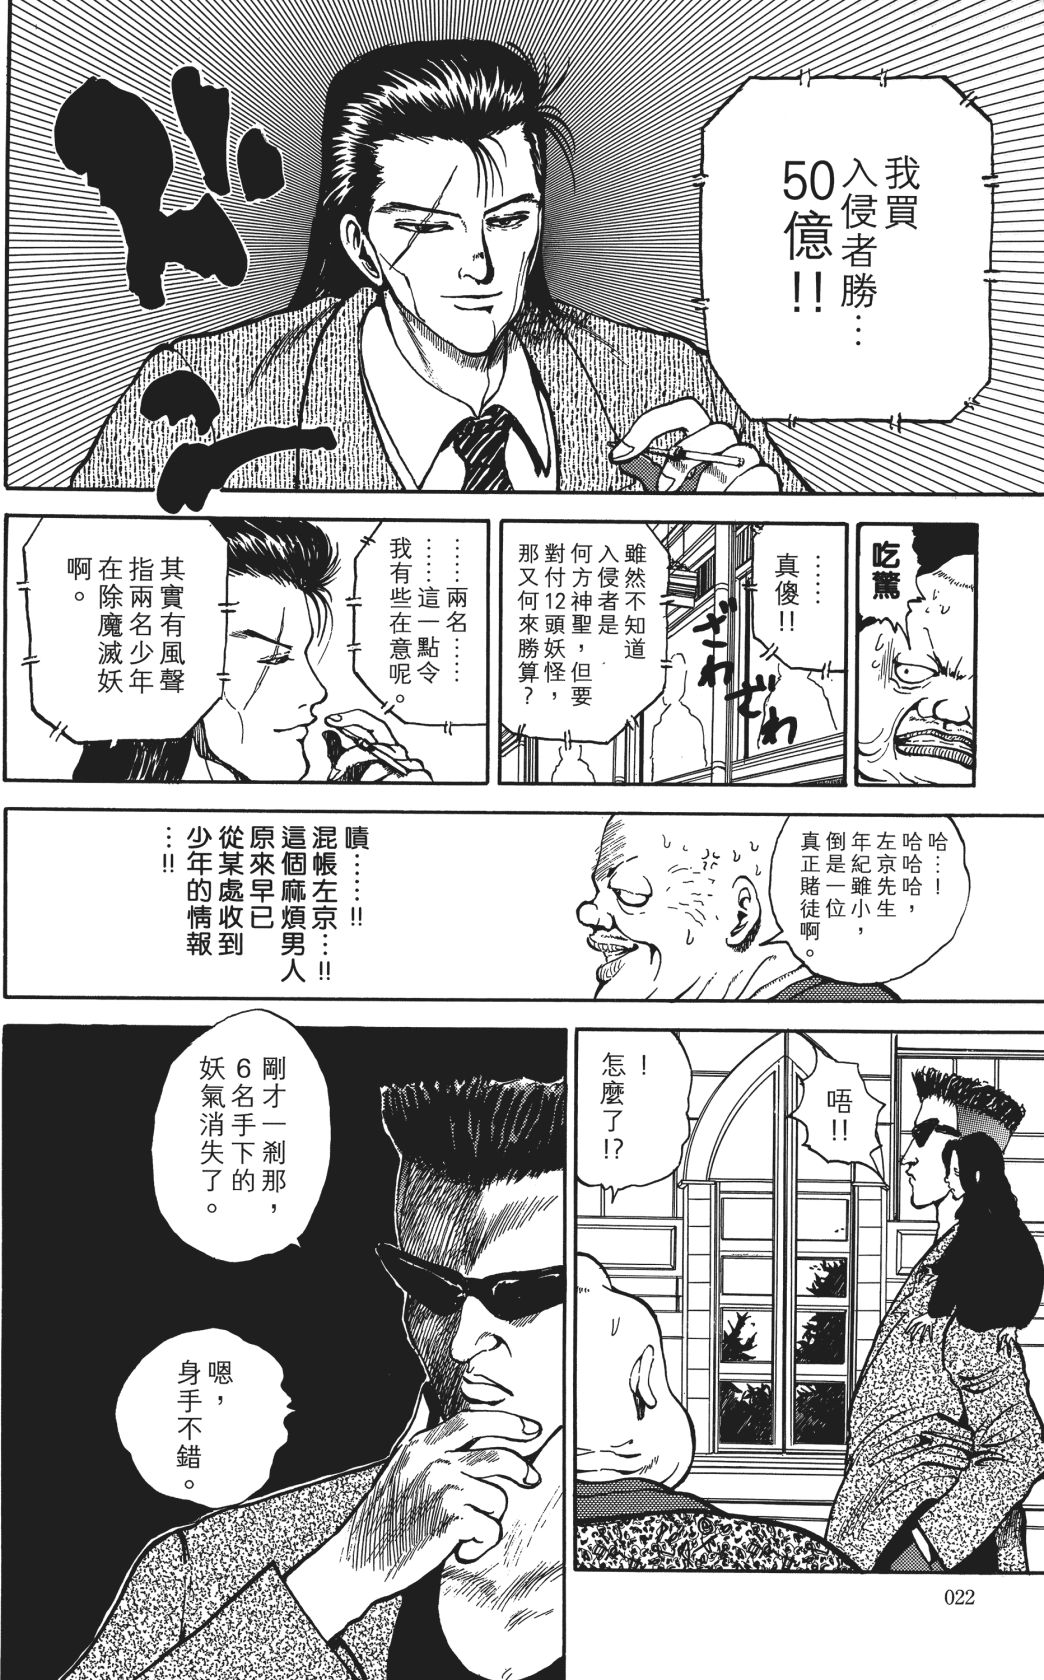 我買
入侵者勝…
50億!!
吃驚
……
真傻!!
ざわ
ざわ
雖然不知道
入侵者是
何方神聖，但要
對付12頭妖怪，
那又何來勝算?
……兩名……
……這一點令
我有些在意呢。
其實有風聲
指兩名少年
在除魔滅妖
啊。
哈…!
哈哈哈，
左京先生
年紀雖小，
倒是一位
真正賭徒啊。
嘖……!!
混帳左京…!!
這個麻煩男人
原來早已
從某處收到
少年的情報
…!!
唔!!
!
怎麼了!?
剛才一剎那，
6名手下的
妖氣消失了。
嗯，
身手不錯。
022